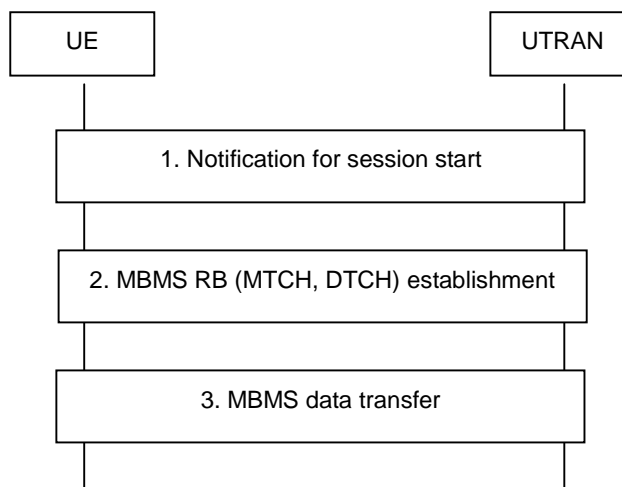 UE
UTRAN
1. Notification for session start
2. MBMS RB (MTCH, DTCH) establishment
3. MBMS data transfer